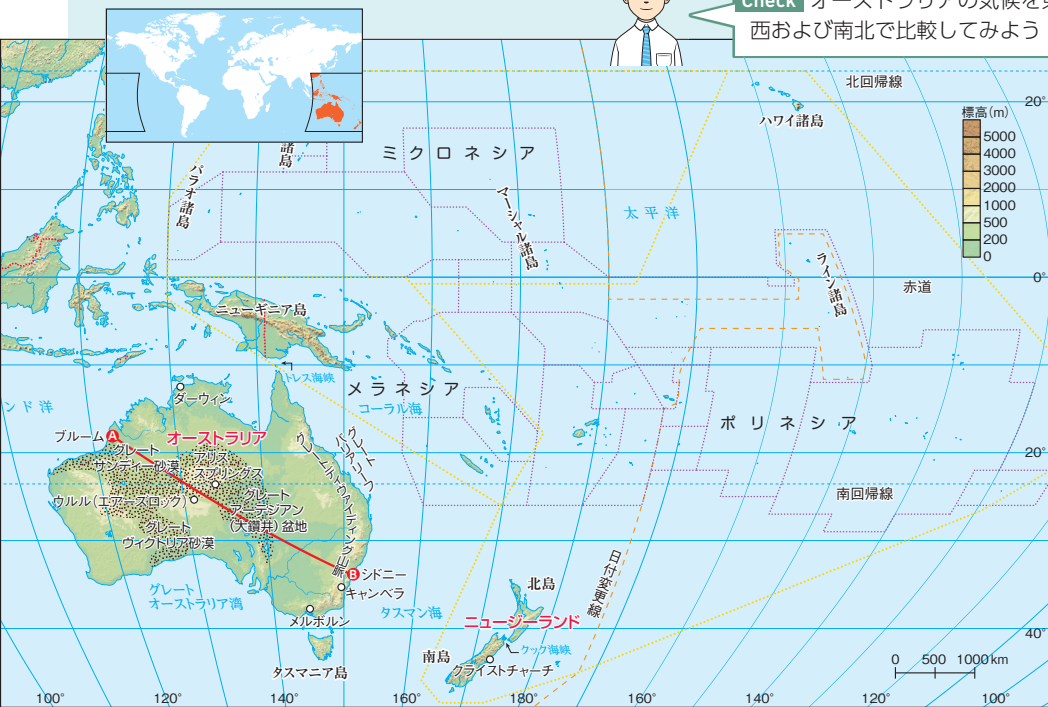 Check オーストラリアの気候を東
西および南北で比較してみよう
北回帰線
20°
ハワイ諸島
標高(m)
5000
4000
3000
2000
1000
500
200
0
諸島
ミクロネシア
パラオ諸島
マーシャル諸島
太平洋
0°
赤道
ライン諸島
ニューギニア島
トレス海峡
メラネシア
コーラル海
ンド洋
ダーウィン
ポリネシア
ブルーム A
オーストラリア
グレート
サンディー砂漠
アリス
スプリングス
グレートバリアリーフ
グレートディヴァイディング山脈
20°
ウルル(エアーズロック)
グレート
アーテジアン
(大鑽井)盆地
南回帰線
グレート
ヴィクトリア砂漠
B シドニー
キャンベラ
日付変更線
北島
グレート
オーストラリア湾
タスマン海
メルボルン
ニュージーランド
40°
クック海峡
南島
クライストチャーチ
タスマニア島
0 500 1000km
100° 120° 140° 160° 180° 160° 140° 120° 100°